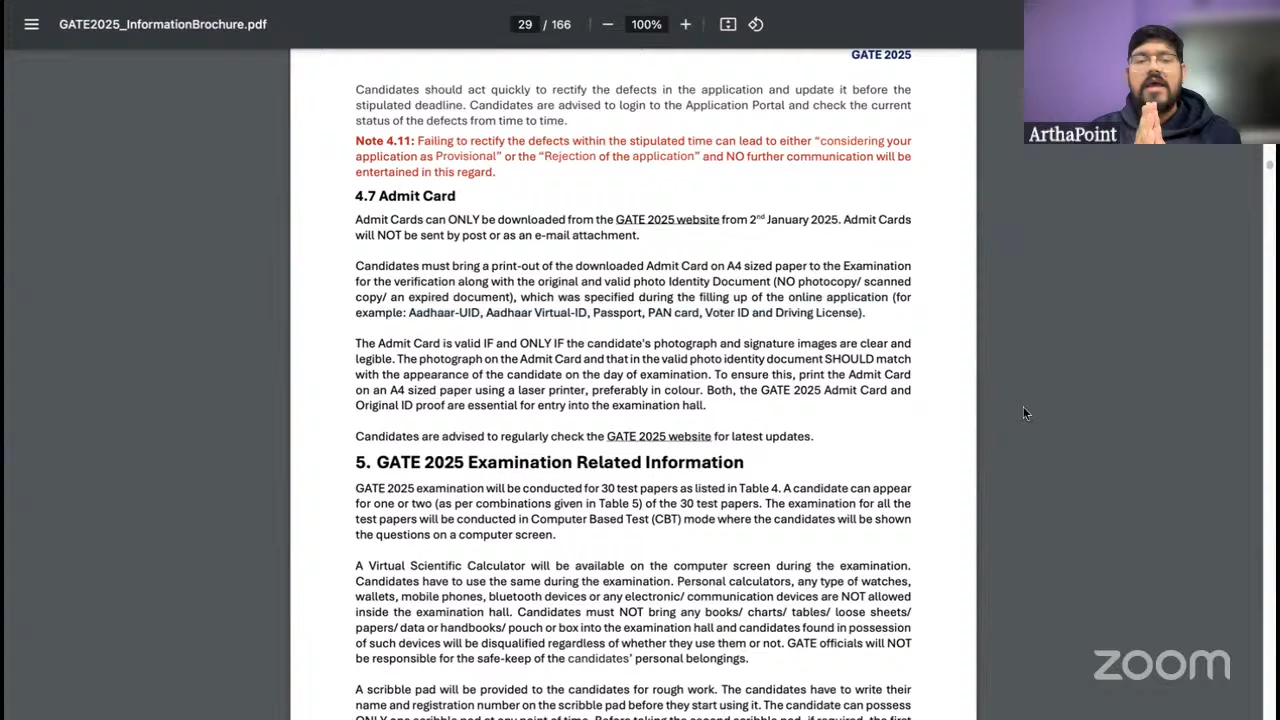 GATE2025_InformationBrochure.pdf
29 / 166
100%
GATE 2025
Candidates should act quickly to rectify the defects in the application and update it before the
stipulated deadline. Candidates are advised to login to the Application Portal and check the current
status of the defects from time to time.
Note 4.11: Failing to rectify the defects within the stipulated time can lead to either “considering your
application as Provisional” or the “Rejection of the application” and NO further communication will be
entertained in this regard.
4.7 Admit Card
Admit Cards can ONLY be downloaded from the GATE 2025 website from 2nd January 2025. Admit Cards
will NOT be sent by post or as an e-mail attachment.
Candidates must bring a print-out of the downloaded Admit Card on A4 sized paper to the Examination
for the verification along with the original and valid photo Identity Document (NO photocopy/ scanned
copy/ an expired document), which was specified during the filling up of the online application (for
example: Aadhaar-UID, Aadhaar Virtual-ID, Passport, PAN card, Voter ID and Driving License).
The Admit Card is valid IF and ONLY IF the candidate's photograph and signature images are clear and
legible. The photograph on the Admit Card and that in the valid photo identity document SHOULD match
with the appearance of the candidate on the day of examination. To ensure this, print the Admit Card
on an A4 sized paper using a laser printer, preferably in colour. Both, the GATE 2025 Admit Card and
Original ID proof are essential for entry into the examination hall.
Candidates are advised to regularly check the GATE 2025 website for latest updates.
5. GATE 2025 Examination Related Information
GATE 2025 examination will be conducted for 30 test papers as listed in Table 4. A candidate can appear
for one or two (as per combinations given in Table 5) of the 30 test papers. The examination for all the
test papers will be conducted in Computer Based Test (CBT) mode where the candidates will be shown
the questions on a computer screen.
A Virtual Scientific Calculator will be available on the computer screen during the examination.
Candidates have to use the same during the examination. Personal calculators, any type of watches,
wallets, mobile phones, bluetooth devices or any electronic/ communication devices are NOT allowed
inside the examination hall. Candidates must NOT bring any books/ charts/ tables/ loose sheets/
papers/ data or handbooks/ pouch or box into the examination hall and candidates found in possession
of such devices will be disqualified regardless of whether they use them or not. GATE officials will NOT
be responsible for the safe-keep of the candidates' personal belongings.
A scribble pad will be provided to the candidates for rough work. The candidates have to write their
name and registration number on the scribble pad before they start using it. The candidate can possess
ONLY one scribble pad at any point of time. Before taking the second scribble pad, if required, the first
ArthaPoint
zoom